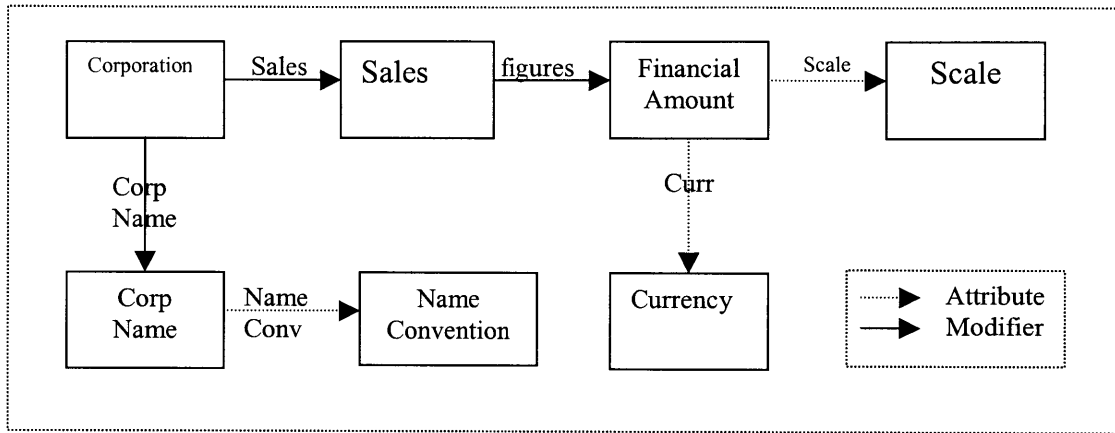 Corporation
Sales
Sales
figures
Financial
Amount
Scale
Scale
Corp
Name
Curr
Corp
Name
Name
Conv
Name
Convention
Currency
Attribute
Modifier